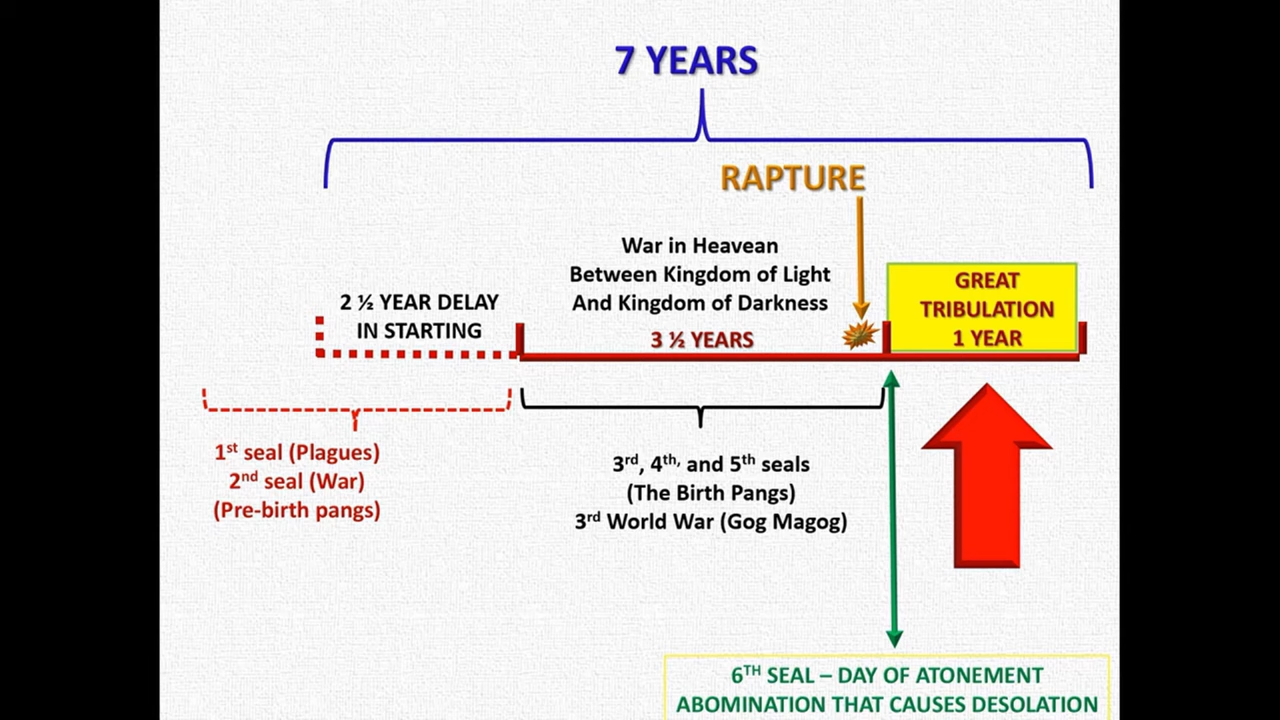 7 YEARS
RAPTURE
War in Heavean
Between Kingdom of Light
And Kingdom of Darkness
3 ½ YEARS
2 ½ YEAR DELAY
IN STARTING
GREAT
TRIBULATION
1 YEAR
1st seal (Plagues)
2nd seal (War)
(Pre-birth pangs)
3rd, 4th, and 5th seals
(The Birth Pangs)
3rd World War (Gog Magog)
6TH SEAL – DAY OF ATONEMENT
ABOMINATION THAT CAUSES DESOLATION